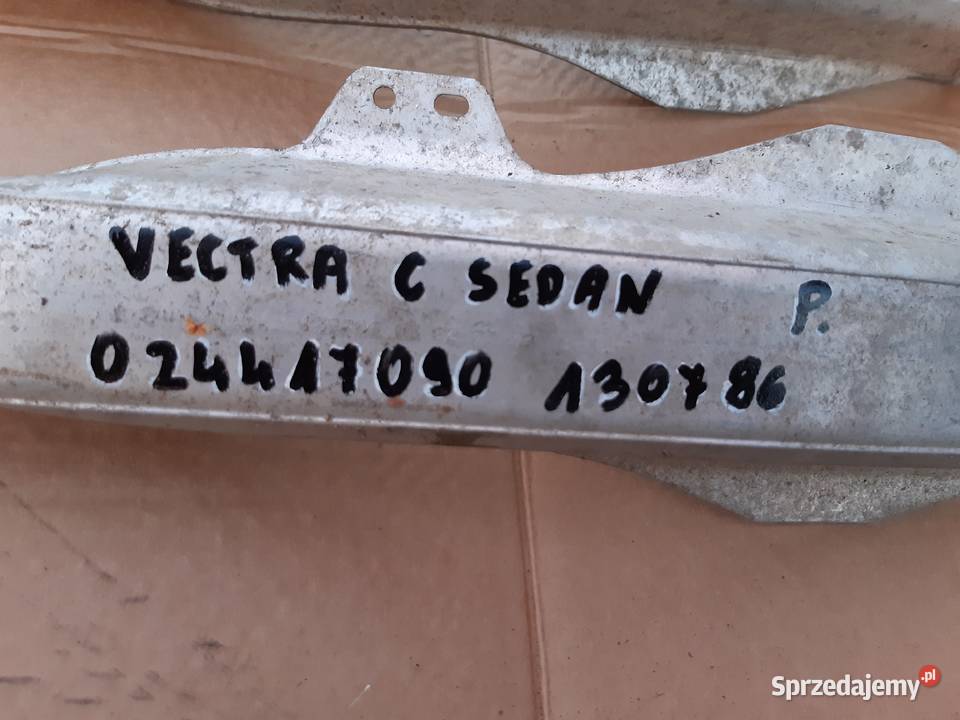 VECTRA C SEDAN P.
024417090 130786
Sprzedajemy.pl